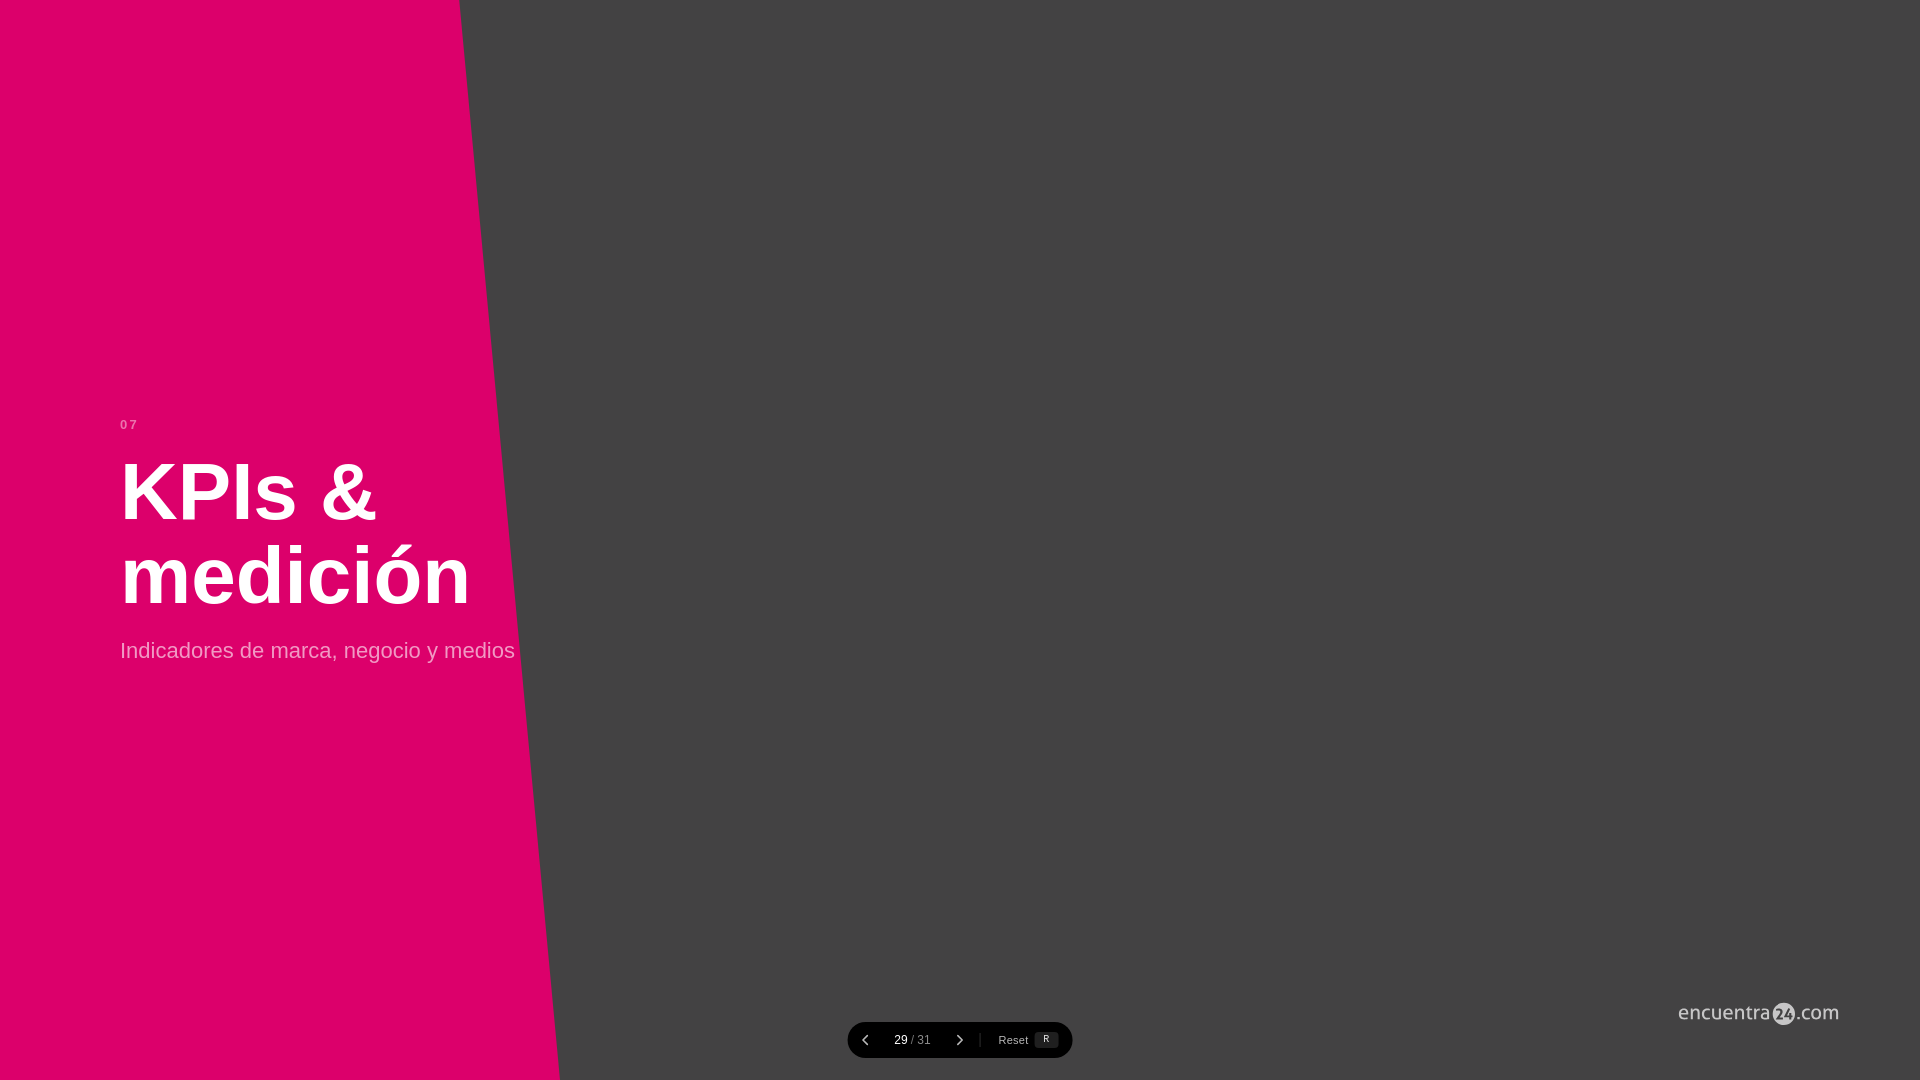 07
KPIs &
medición
Indicadores de marca, negocio y medios
encuentra24.com
29 / 31
Reset R